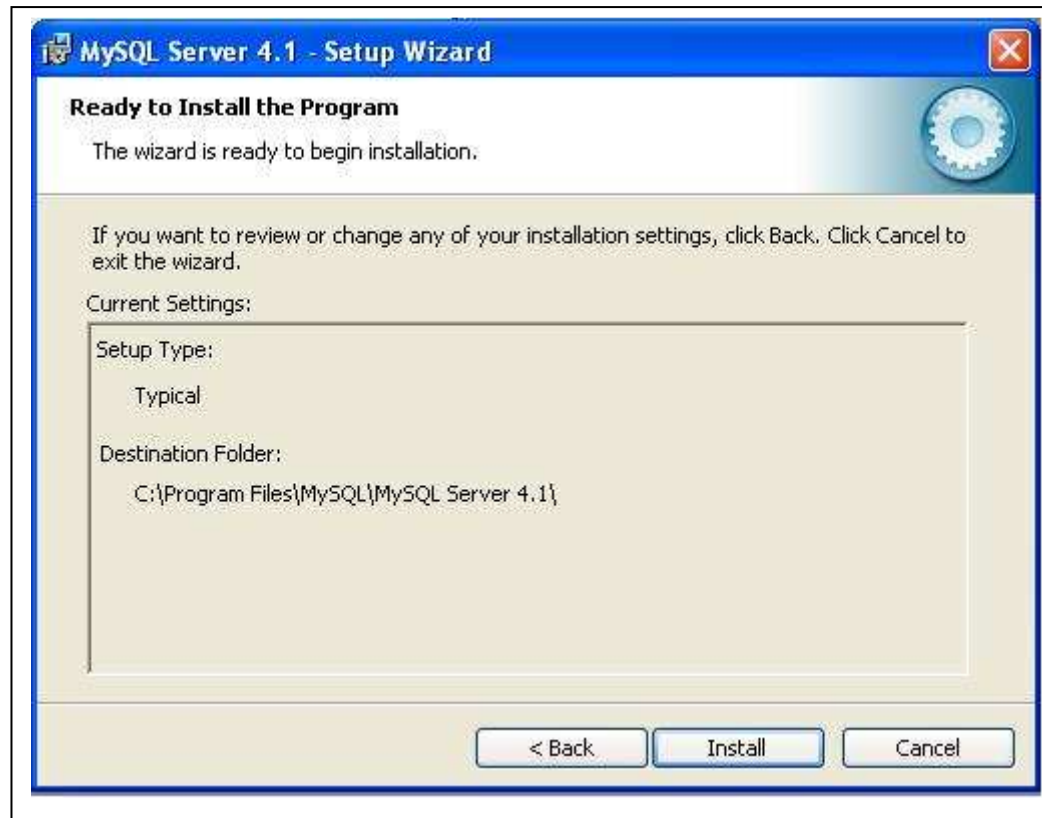 MySQL Server 4.1 - Setup Wizard
Ready to Install the Program
The wizard is ready to begin installation.
If you want to review or change any of your installation settings, click Back. Click Cancel to
exit the wizard.
Current Settings:
Setup Type:
Typical
Destination Folder:
C:\Program Files\MySQL\MySQL Server 4.1\
< Back
Install
Cancel